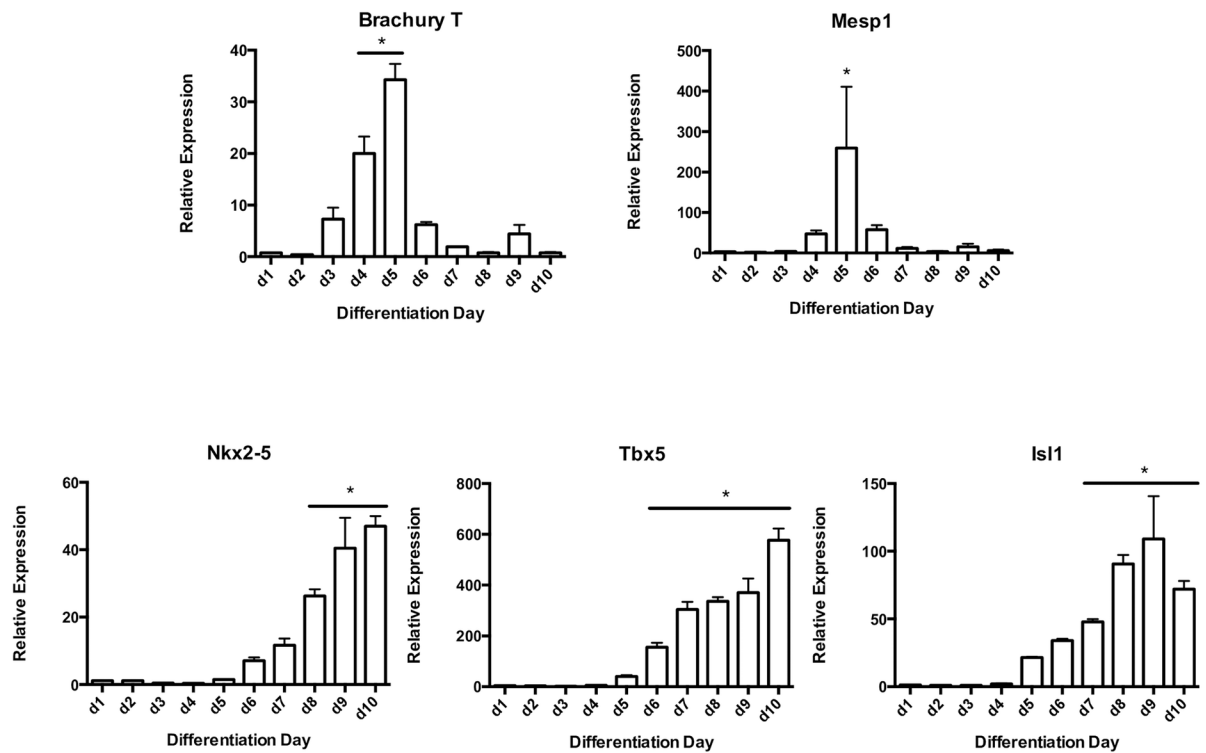 Brachury T
*
40
30
20
10
0
Relative Expression
d1 d2 d3 d4 d5 d6 d7 d8 d9 d10
Differentiation Day
Mesp1
*
500
400
300
200
100
0
Relative Expression
d1 d2 d3 d4 d5 d6 d7 d8 d9 d10
Differentiation Day
Nkx2-5
*
60
40
20
0
Relative Expression
d1 d2 d3 d4 d5 d6 d7 d8 d9 d10
Differentiation Day
Tbx5
*
800
600
400
200
0
Relative Expression
d1 d2 d3 d4 d5 d6 d7 d8 d9 d10
Differentiation Day
Isl1
*
150
100
50
0
Relative Expression
d1 d2 d3 d4 d5 d6 d7 d8 d9 d10
Differentiation Day